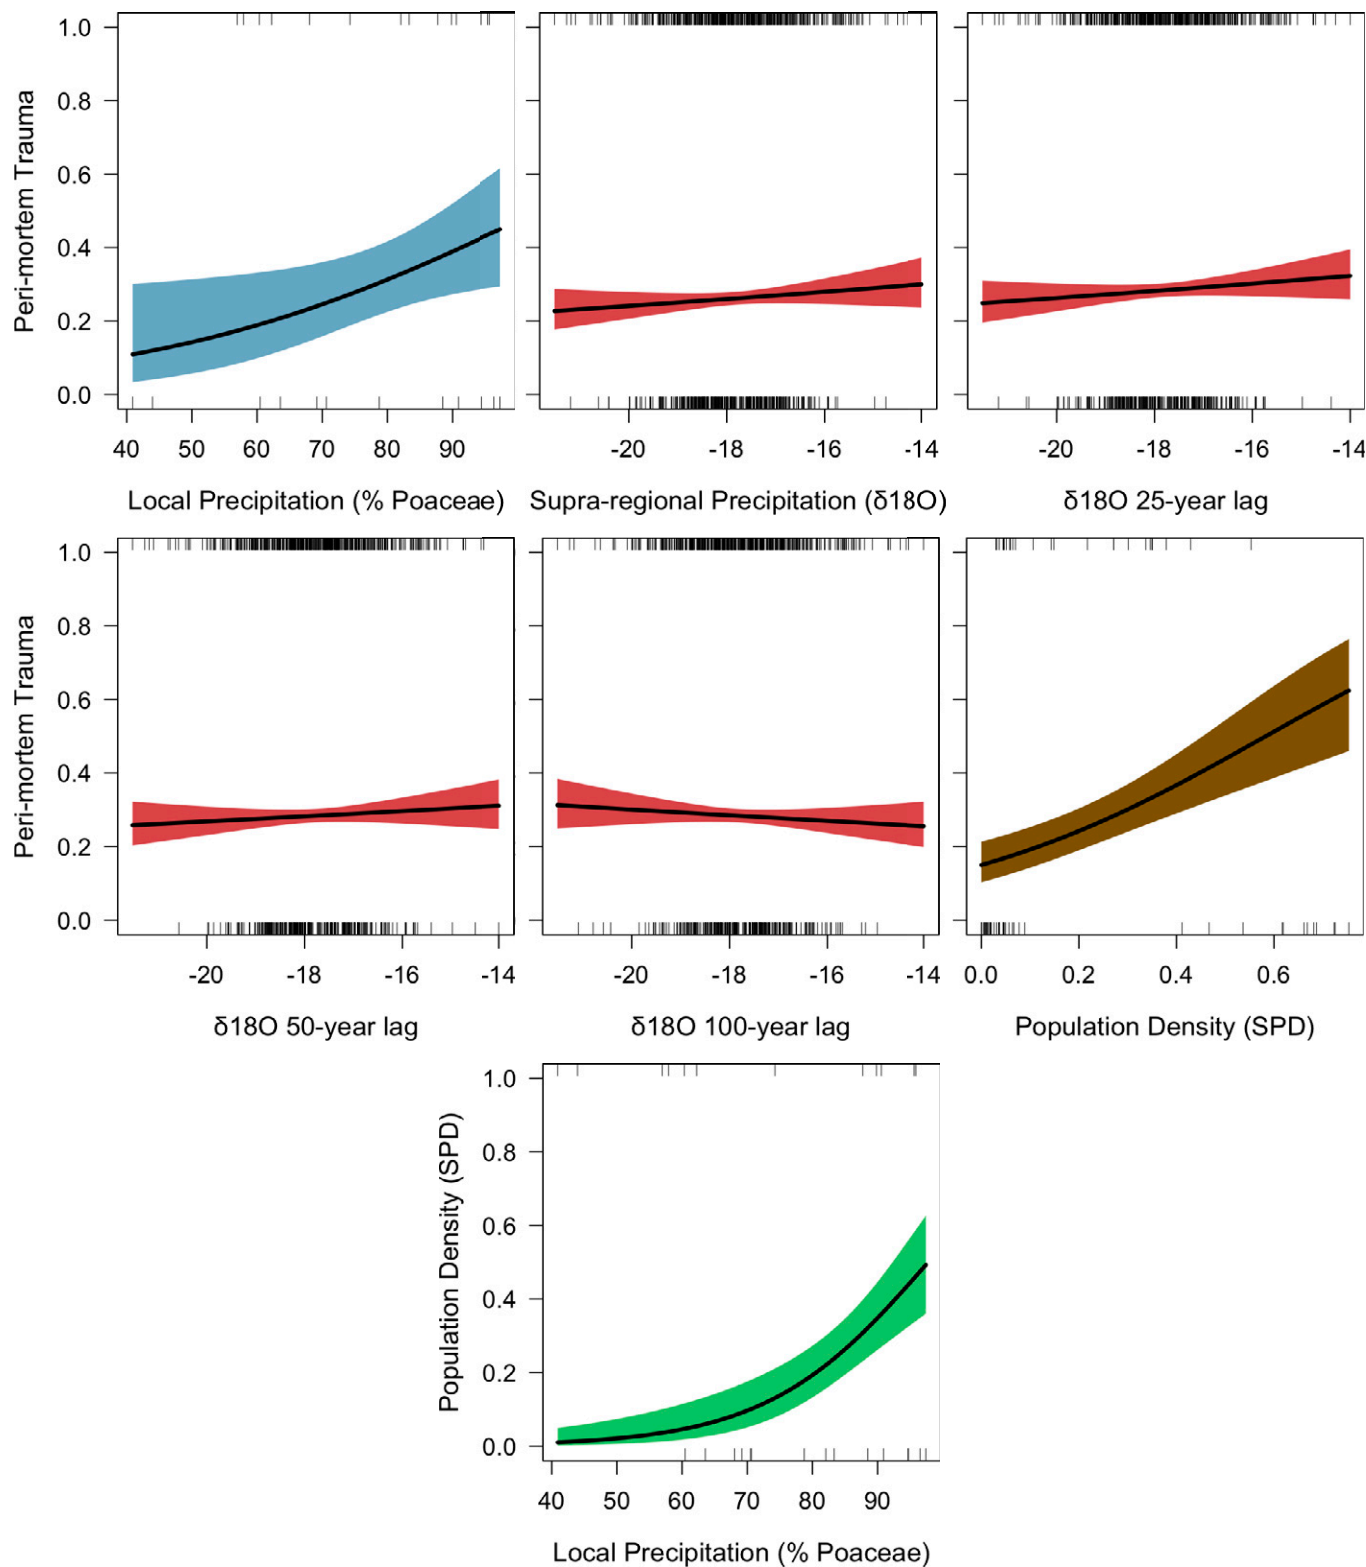 Peri-mortem Trauma
1.0
0.8
0.6
0.4
0.2
0.0
40 50 60 70 80 90
Local Precipitation (% Poaceae)
-20 -18 -16 -14
Supra-regional Precipitation (δ18O)
-20 -18 -16 -14
δ18O 25-year lag
Peri-mortem Trauma
1.0
0.8
0.6
0.4
0.2
0.0
-20 -18 -16 -14
δ18O 50-year lag
-20 -18 -16 -14
δ18O 100-year lag
0.0 0.2 0.4 0.6
Population Density (SPD)
Population Density (SPD)
1.0
0.8
0.6
0.4
0.2
0.0
40 50 60 70 80 90
Local Precipitation (% Poaceae)